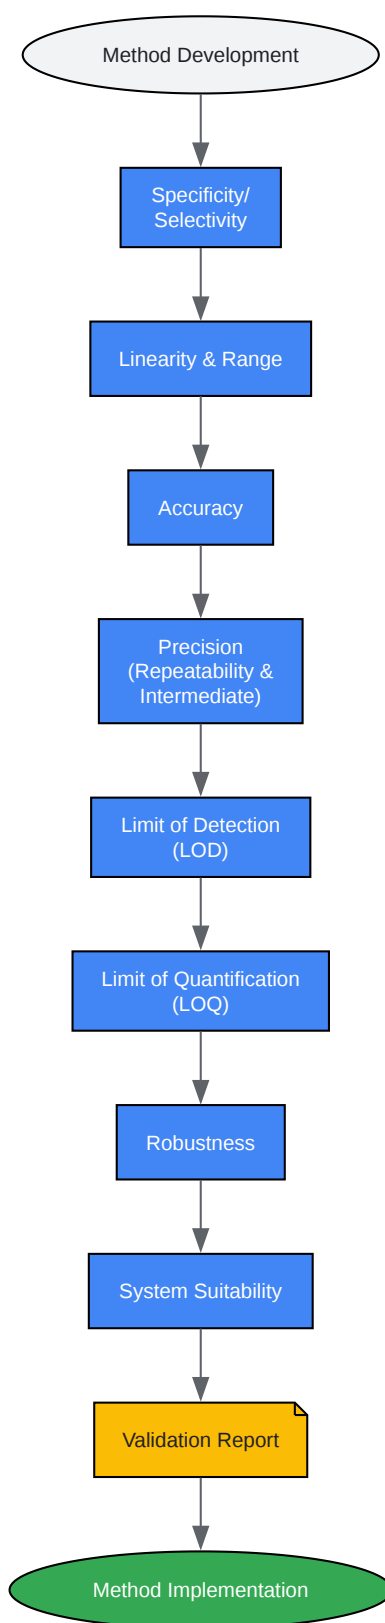 Method Development
Specificity/
Selectivity
Linearity & Range
Accuracy
Precision
(Repeatability &
Intermediate)
Limit of Detection
(LOD)
Limit of Quantification
(LOQ)
Robustness
System Suitability
Validation Report
Method Implementation